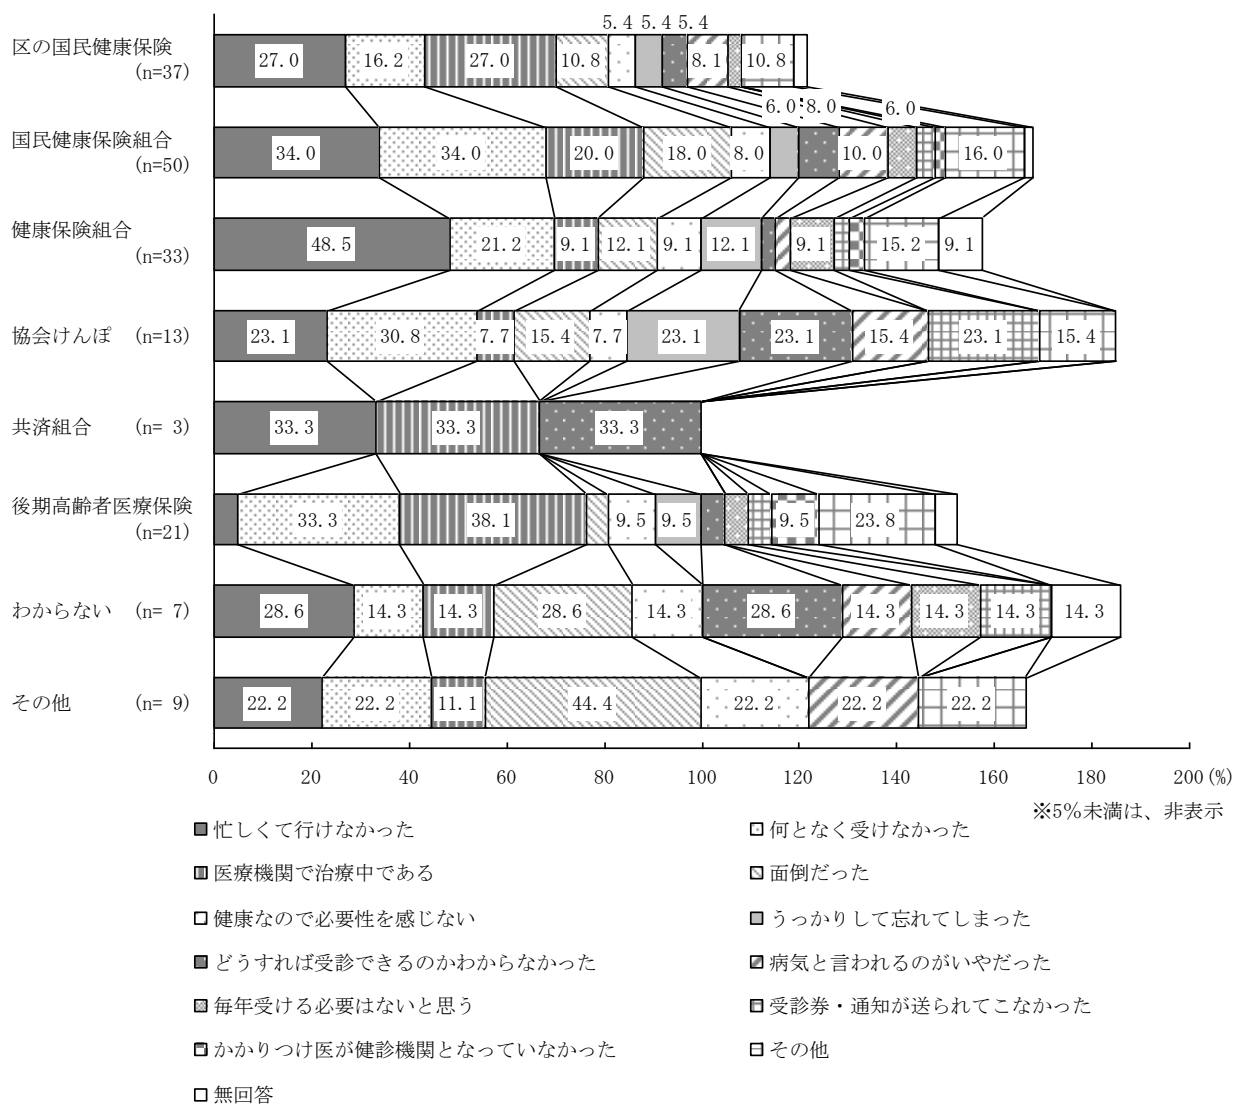 5.4 5.4 5.4
区の国民健康保険
(n=37)
27.0 16.2 27.0 10.8 8.1 10.8
6.0 8.0 6.0
国民健康保険組合
(n=50)
34.0 34.0 20.0 18.0 8.0 10.0 16.0
健康保険組合
(n=33)
48.5 21.2 9.1 12.1 9.1 12.1 9.1 15.2 9.1
協会けんぽ (n=13)
23.1 30.8 7.7 15.4 7.7 23.1 23.1 15.4 23.1 15.4
共済組合 (n= 3)
33.3 33.3 33.3
後期高齢者医療保険
(n=21)
33.3 38.1 9.5 9.5 9.5 23.8
わからない (n= 7)
28.6 14.3 14.3 28.6 14.3 28.6 14.3 14.3 14.3 14.3
その他 (n= 9)
22.2 22.2 11.1 44.4 22.2 22.2 22.2
0 20 40 60 80 100 120 140 160 180 200 (%)
※5%未満は、非表示
忙しくて行けなかった
何となく受けなかった
医療機関で治療中である
面倒だった
健康なので必要性を感じない
うっかりして忘れてしまった
どうすれば受診できるのかわからなかった
病気と言われるのがいやだった
毎年受ける必要はないと思う
受診券・通知が送られてこなかった
かかりつけ医が健診機関となっていなかった
その他
無回答